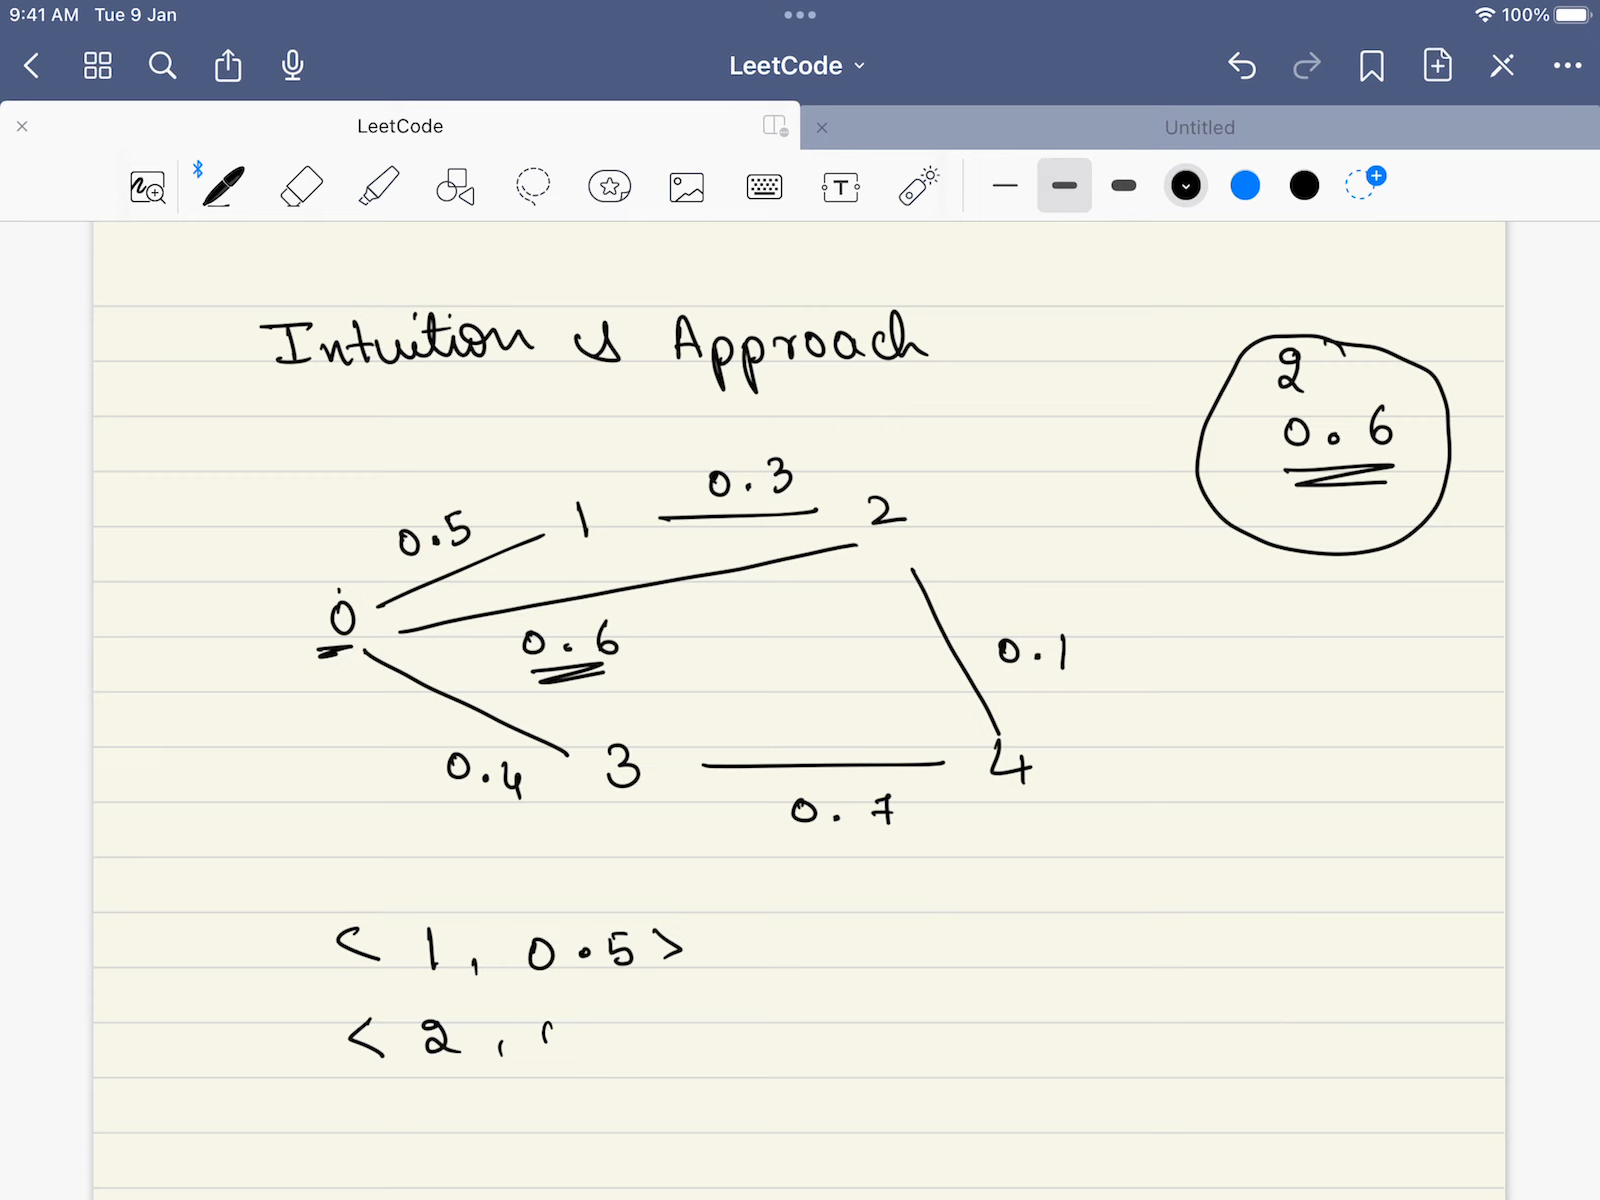 9:41 AM Tue 9 Jan
100%
LeetCode
LeetCode
Untitled
T
Intuition & Approach
2
0.6
0.3
0.5 1 2
0
0.6
0.1
0.4 3 4
0.7
< 1, 0.5 >
< 2,